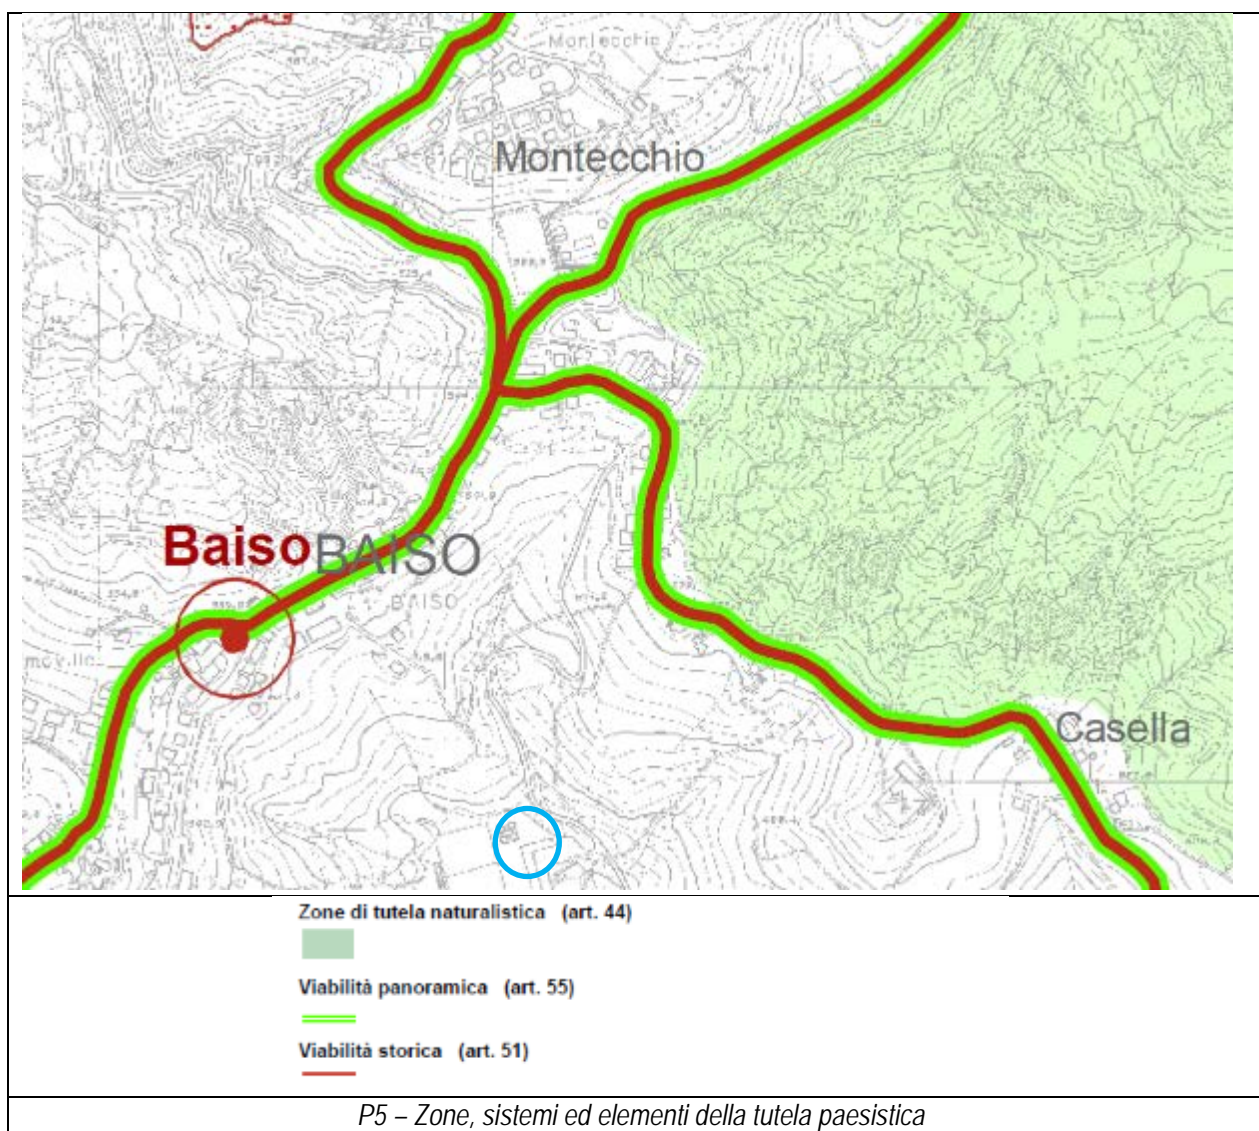 Montecchio
Montecchio
Baiso
BAISO
BAISO
Casella
Zone di tutela naturalistica (art. 44)
Viabilità panoramica (art. 55)
Viabilità storica (art. 51)
P5 – Zone, sistemi ed elementi della tutela paesistica